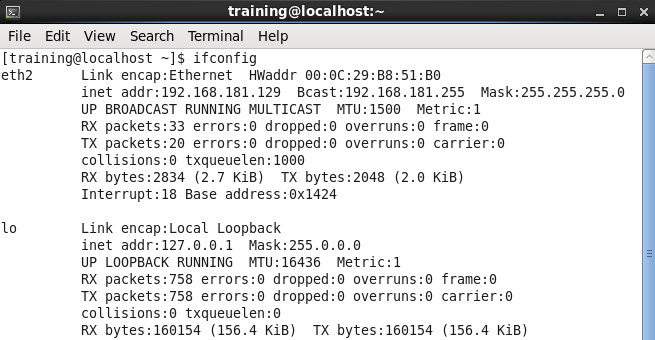 training@localhost:~
File Edit View Search Terminal Help
[training@localhost ~]$ ifconfig
eth2      Link encap:Ethernet  HWaddr 00:0C:29:B8:51:B0
          inet addr:192.168.181.129  Bcast:192.168.181.255  Mask:255.255.255.0
          UP BROADCAST RUNNING MULTICAST  MTU:1500  Metric:1
          RX packets:33 errors:0 dropped:0 overruns:0 frame:0
          TX packets:20 errors:0 dropped:0 overruns:0 carrier:0
          collisions:0 txqueuelen:1000
          RX bytes:2834 (2.7 KiB)  TX bytes:2048 (2.0 KiB)
          Interrupt:18 Base address:0x1424

lo        Link encap:Local Loopback
          inet addr:127.0.0.1  Mask:255.0.0.0
          UP LOOPBACK RUNNING  MTU:16436  Metric:1
          RX packets:758 errors:0 dropped:0 overruns:0 frame:0
          TX packets:758 errors:0 dropped:0 overruns:0 carrier:0
          collisions:0 txqueuelen:0
          RX bytes:160154 (156.4 KiB)  TX bytes:160154 (156.4 KiB)